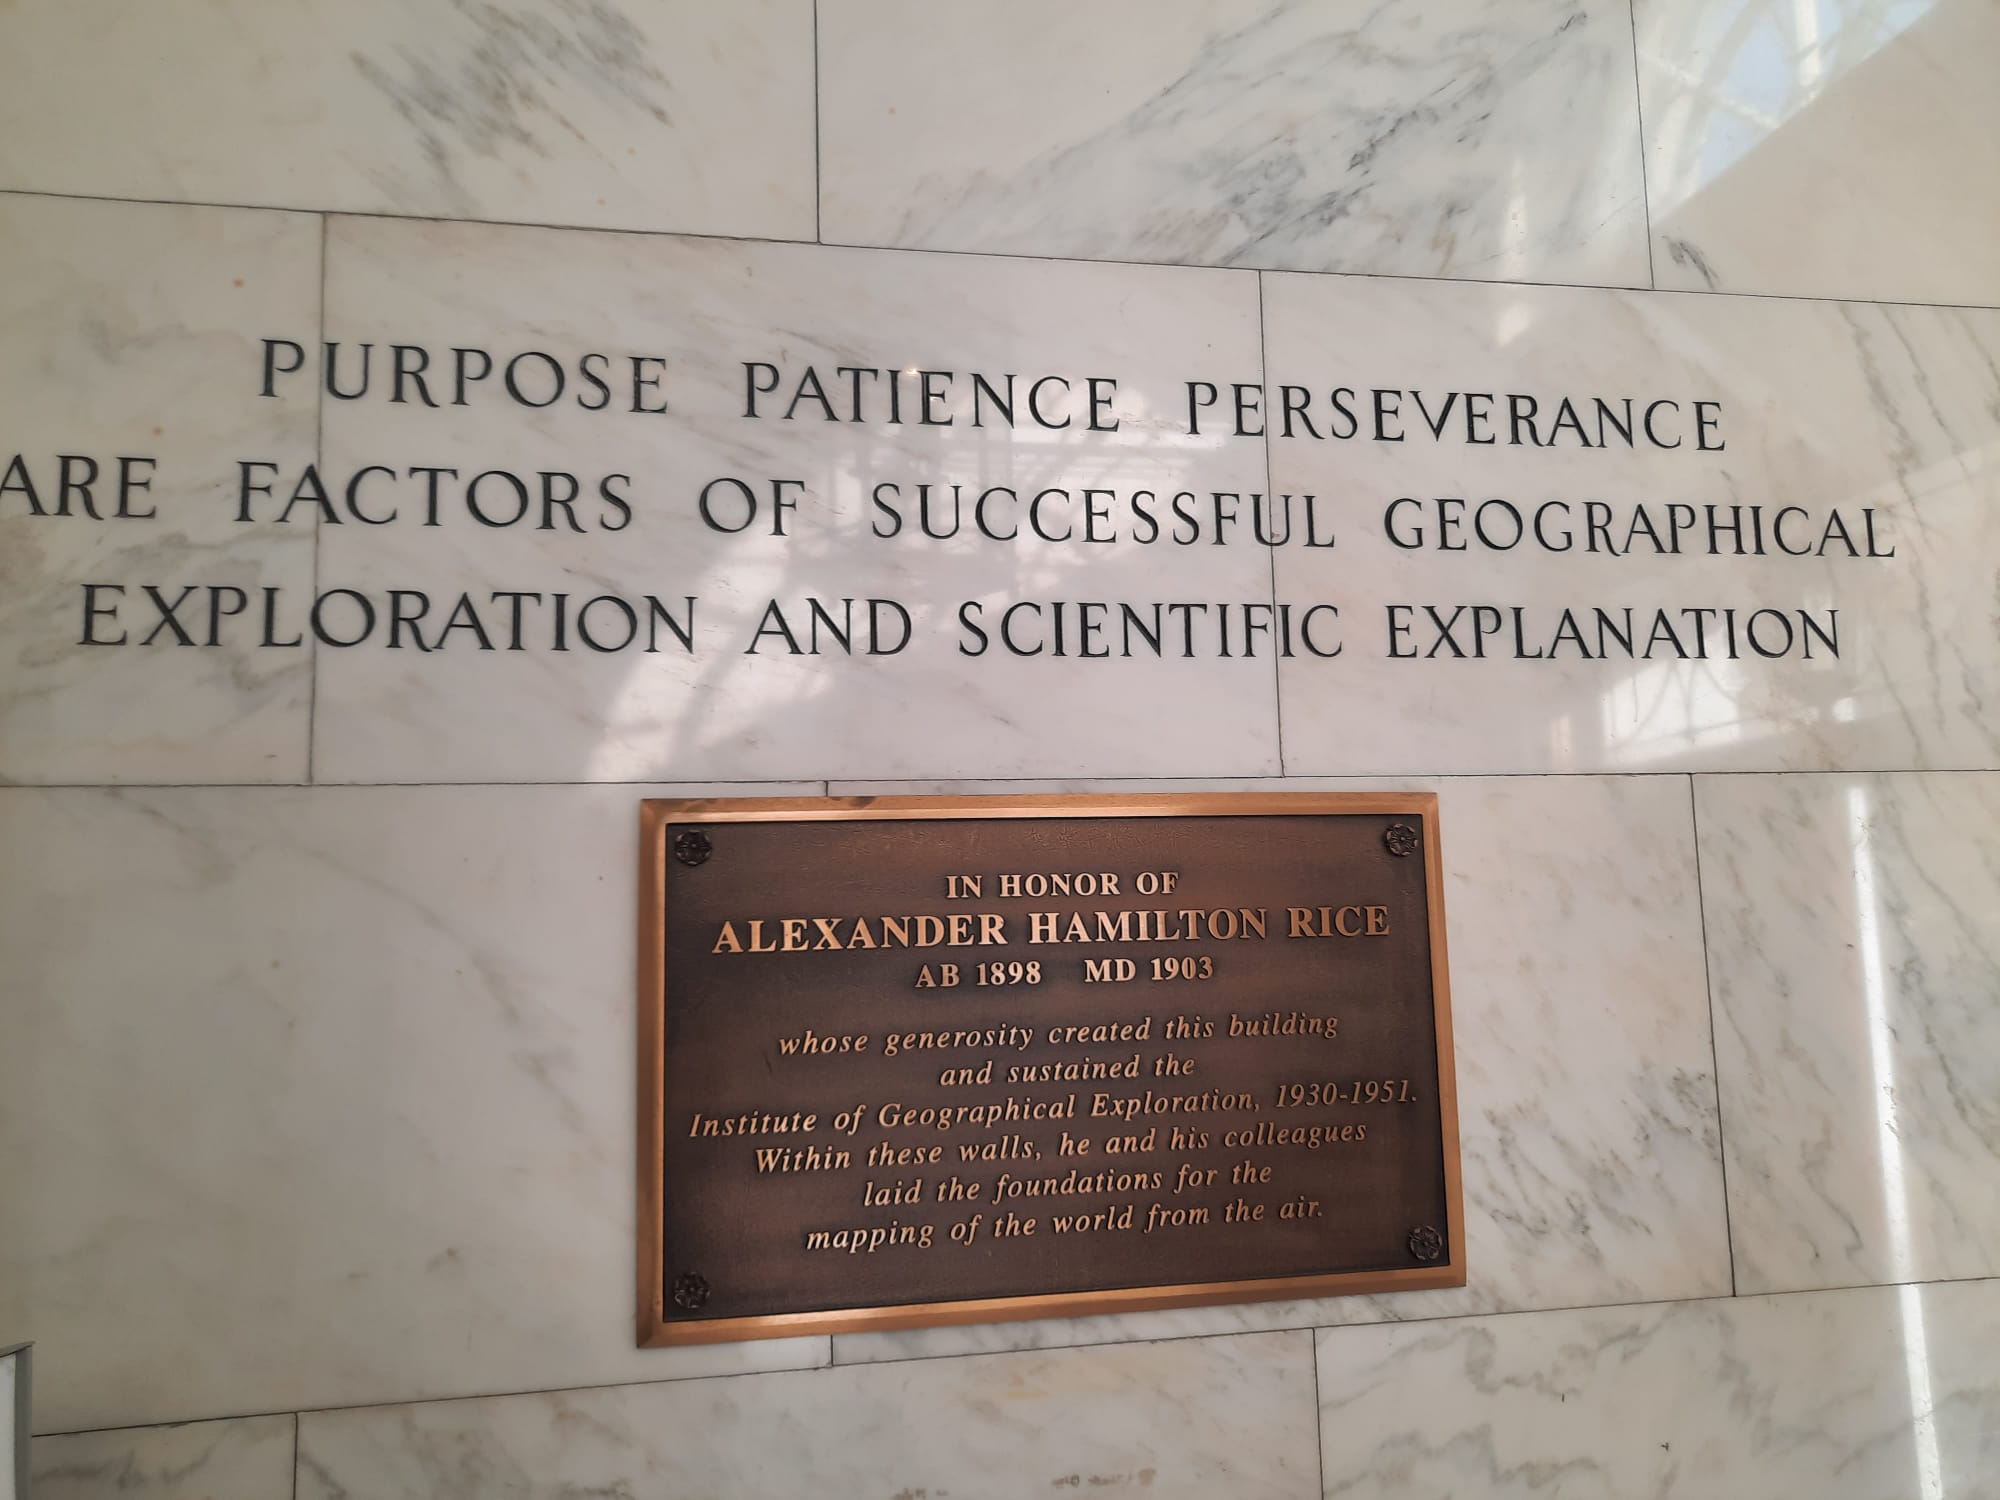 PURPOSE PATIENCE PERSEVERANCE
ARE FACTORS OF SUCCESSFUL GEOGRAPHICAL
EXPLORATION AND SCIENTIFIC EXPLANATION
IN HONOR OF
ALEXANDER HAMILTON RICE
AB 1898 MD 1903
whose generosity created this building
and sustained the
Institute of Geographical Exploration, 1930-1951.
Within these walls, he and his colleagues
laid the foundations for the
mapping of the world from the air.